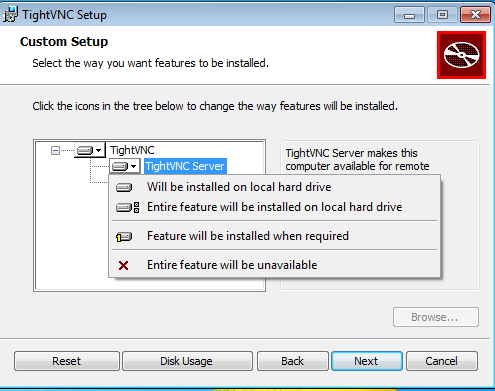 TightVNC Setup
Custom Setup
Select the way you want features to be installed.
Click the icons in the tree below to change the way features will be installed.
TightVNC
TightVNC Server
TightVNC Server makes this
computer available for remote
Will be installed on local hard drive
Entire feature will be installed on local hard drive
Feature will be installed when required
Entire feature will be unavailable
Browse...
Reset
Disk Usage
Back
Next
Cancel